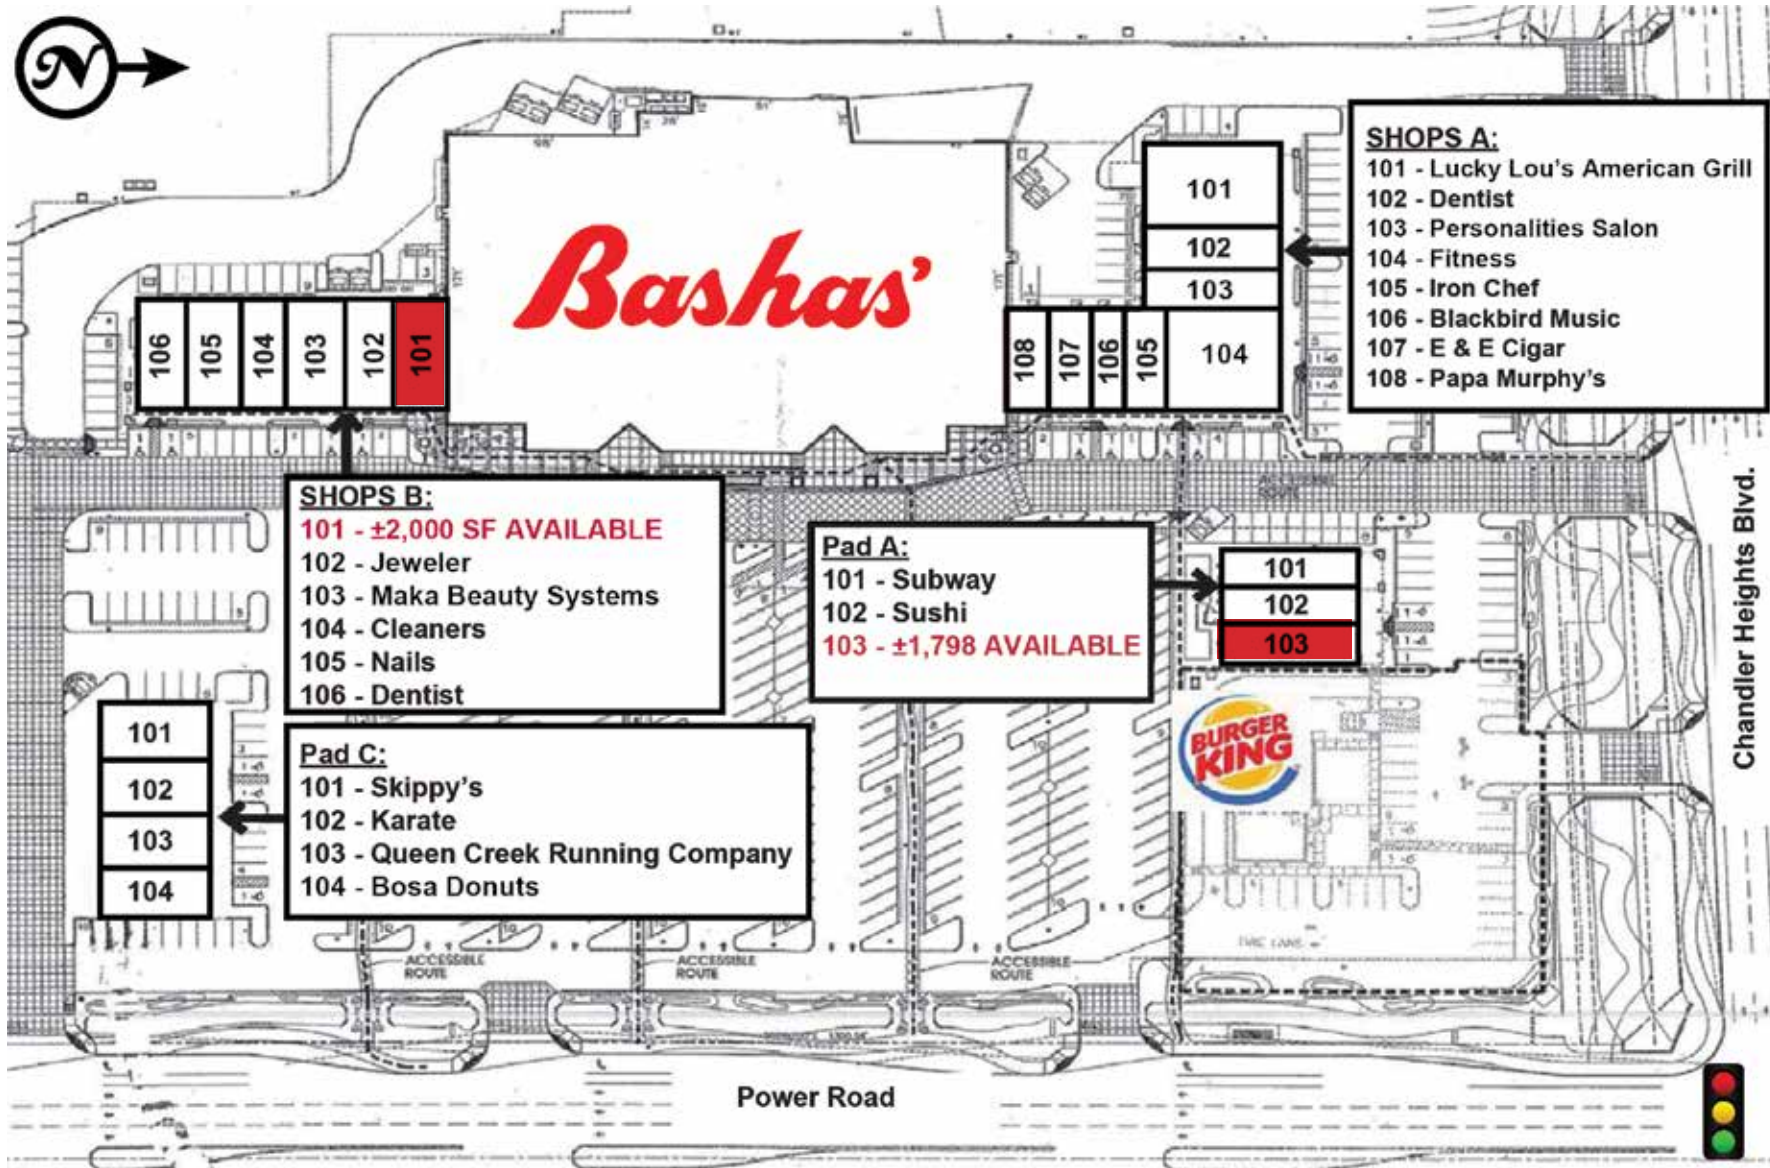 N
Bashas'
SHOPS A:
101 - Lucky Lou's American Grill
102 - Dentist
103 - Personalities Salon
104 - Fitness
105 - Iron Chef
106 - Blackbird Music
107 - E & E Cigar
108 - Papa Murphy's
101
102
103
104
105
106
107
108
106
105
104
103
102
101
SHOPS B:
101 - ±2,000 SF AVAILABLE
102 - Jeweler
103 - Maka Beauty Systems
104 - Cleaners
105 - Nails
106 - Dentist
Pad A:
101 - Subway
102 - Sushi
103 - ±1,798 AVAILABLE
101
102
103
ACCESSIBLE
ROUTE
Chandler Heights Blvd.
BURGER
KING
101
102
103
104
Pad C:
101 - Skippy's
102 - Karate
103 - Queen Creek Running Company
104 - Bosa Donuts
ACCESSIBLE
ROUTE
ACCESSIBLE
ROUTE
ACCESSIBLE
ROUTE
Power Road